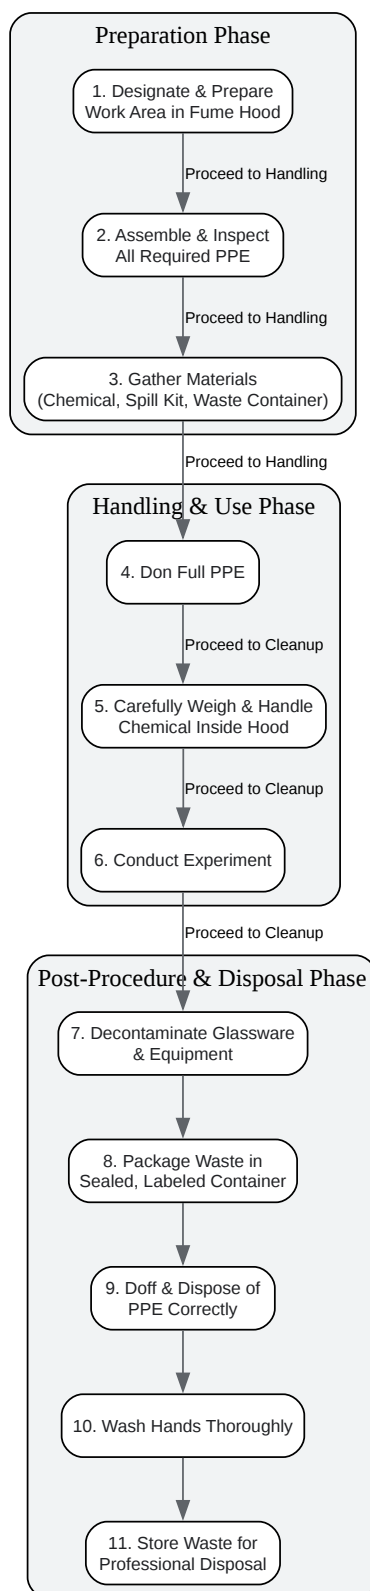 Preparation Phase
1. Designate & Prepare
Work Area in Fume Hood
Proceed to Handling
2. Assemble & Inspect
All Required PPE
Proceed to Handling
3. Gather Materials
(Chemical, Spill Kit, Waste Container)
Proceed to Handling
Handling & Use Phase
4. Don Full PPE
Proceed to Cleanup
5. Carefully Weigh & Handle
Chemical Inside Hood
Proceed to Cleanup
6. Conduct Experiment
Proceed to Cleanup
Post-Procedure & Disposal Phase
7. Decontaminate Glassware
& Equipment
8. Package Waste in
Sealed, Labeled Container
9. Doff & Dispose of
PPE Correctly
10. Wash Hands Thoroughly
11. Store Waste for
Professional Disposal